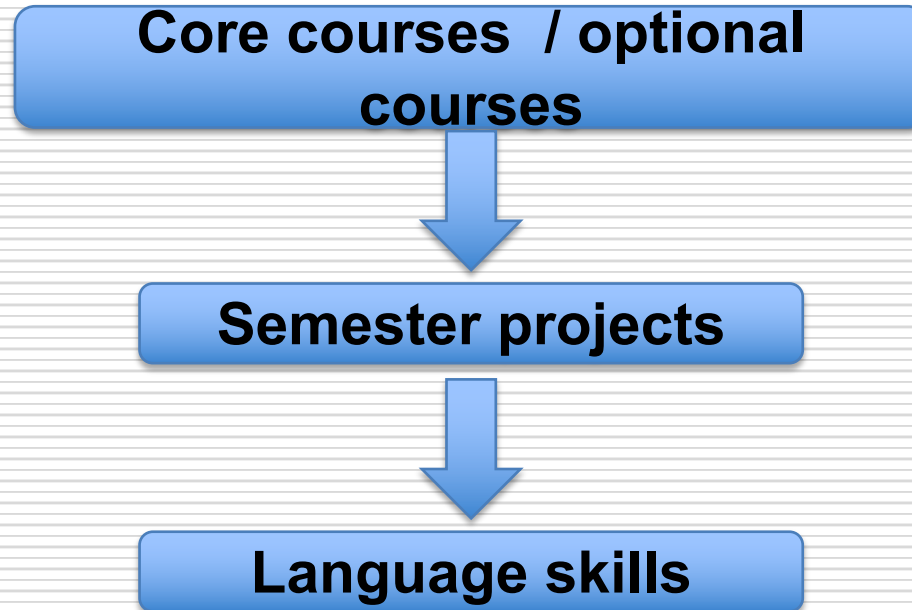 Core courses / optional
courses
Semester projects
Language skills